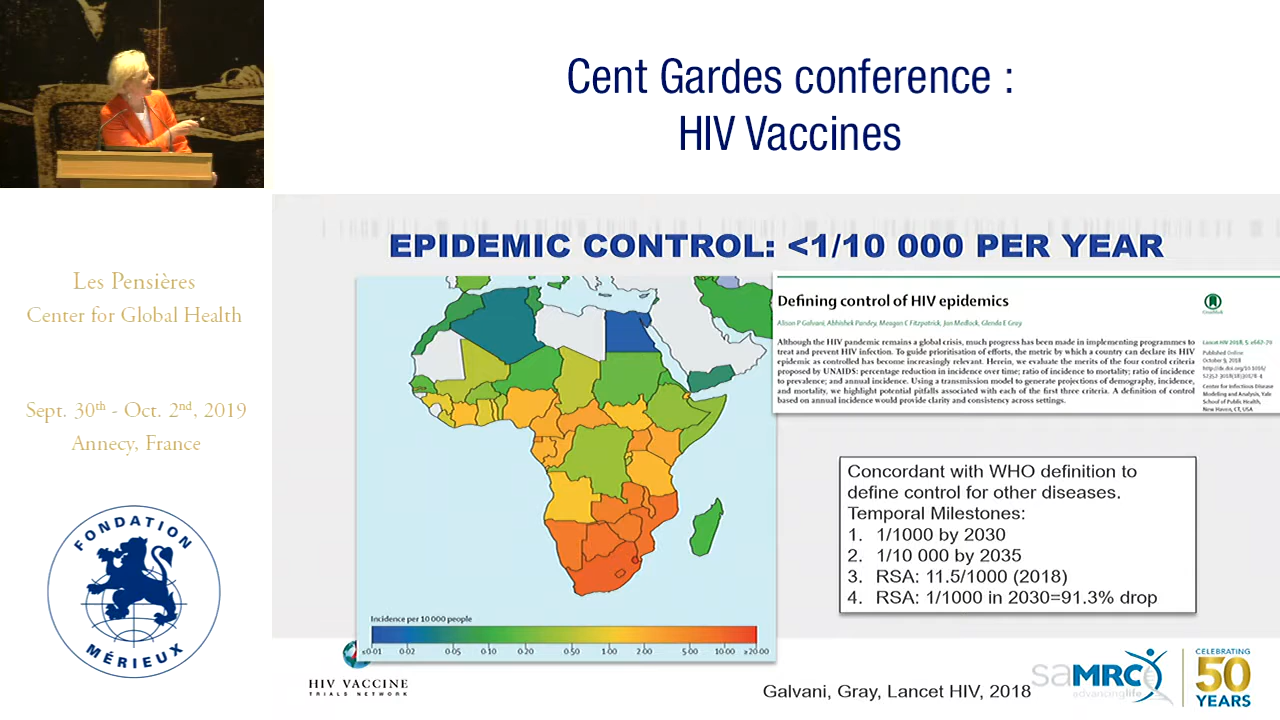 Cent Gardes conference :
HIV Vaccines
Les Pensières
Center for Global Health
Sept. 30th - Oct. 2nd, 2019
Annecy, France
FONDATION
MÉRIEUX
EPIDEMIC CONTROL: <1/10 000 PER YEAR
Defining control of HIV epidemics
Alison P Galvani, Abhishek Pandey, Meagan C Fitzpatrick, Jan Medlock, Glenda E Gray
Although the HIV pandemic remains a global crisis, much progress has been made in implementing programmes to
treat and prevent HIV infection. To guide prioritisation of efforts, the metric by which a country can declare its HIV
epidemic as controlled has become increasingly relevant. Herein, we evaluate the merits of the four control criteria
proposed by UNAIDS: percentage reduction in incidence over time; ratio of incidence to mortality; ratio of incidence
to prevalence; and annual incidence. Using a transmission model to generate projections of demography, incidence,
and mortality, we highlight potential pitfalls associated with each of the first three criteria. A definition of control
based on annual incidence would provide clarity and consistency across settings.
Lancet HIV 2018; 5:
Published Online
October 9, 2018
Center for Infectious Disease
Modeling and Analysis, Yale
School of Public Health,
New Haven, CT, USA
Concordant with WHO definition to
define control for other diseases.
Temporal Milestones:
1. 1/1000 by 2030
2. 1/10 000 by 2035
3. RSA: 11.5/1000 (2018)
4. RSA: 1/1000 in 2030=91.3% drop
Incidence per 10 000 people
≤0·01 0·02 0·05 0·10 0·20 0·50 1·00 2·00 5·00 10·00 ≥20·00
HIV VACCINE
TRIALS NETWORK
Galvani, Gray, Lancet HIV, 2018
saMRC
advancing life
CELEBRATING
50
YEARS